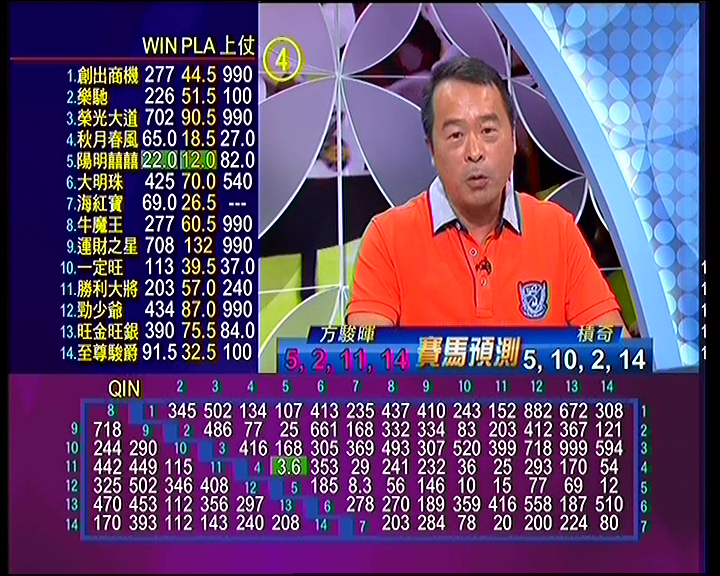 WIN PLA 上仗
1.創出商機 277 44.5 990
2.樂馳 226 51.5 100
3.榮光大道 702 90.5 990
4.秋月春風 65.0 18.5 27.0
5.陽明囍囍 22.0 12.0 82.0
6.大明珠 425 70.0 540
7.海紅寶 69.0 26.5 ---
8.牛魔王 277 60.5 990
9.運財之星 708 132 990
10.一定旺 113 39.5 37.0
11.勝利大將 203 57.0 240
12.勁少爺 434 87.0 990
13.旺金旺銀 390 75.5 84.0
14.至尊駿爵 91.5 32.5 100
4
方駿暉 賽馬預測 積奇
5, 2, 11, 14 5, 10, 2, 14
QIN 2 3 4 5 6 7 8 9 10 11 12 13 14
8 1 345 502 134 107 413 235 437 410 243 152 882 672 308 1
9 718 9 2 486 77 25 661 168 332 334 83 203 412 367 121 2
10 244 290 10 3 416 168 305 369 493 307 520 399 718 999 594 3
11 442 449 115 11 4 3.6 353 29 241 232 36 25 293 170 54 4
12 325 502 346 408 12 5 185 8.3 56 146 10 15 77 69 12 5
13 470 453 112 356 297 13 6 278 270 189 359 416 558 187 510 6
14 170 393 112 143 240 208 14 7 203 284 78 20 200 224 80 7